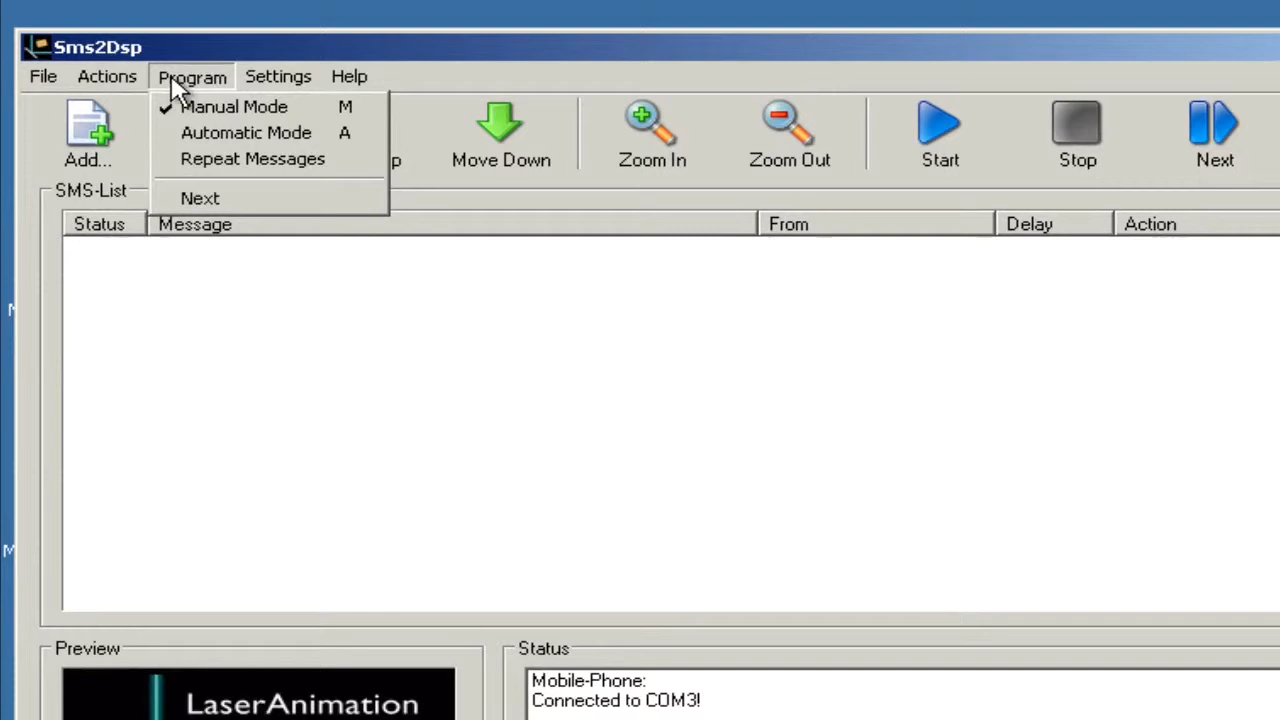 Sms2Dsp
File Actions Program Settings Help
Manual Mode M
Automatic Mode A
Repeat Messages
Next
Add... p Move Down Zoom In Zoom Out Start Stop Next
SMS-List
Status Message From Delay Action
M
M
Preview
LaserAnimation
Status
Mobile-Phone:
Connected to COM3!